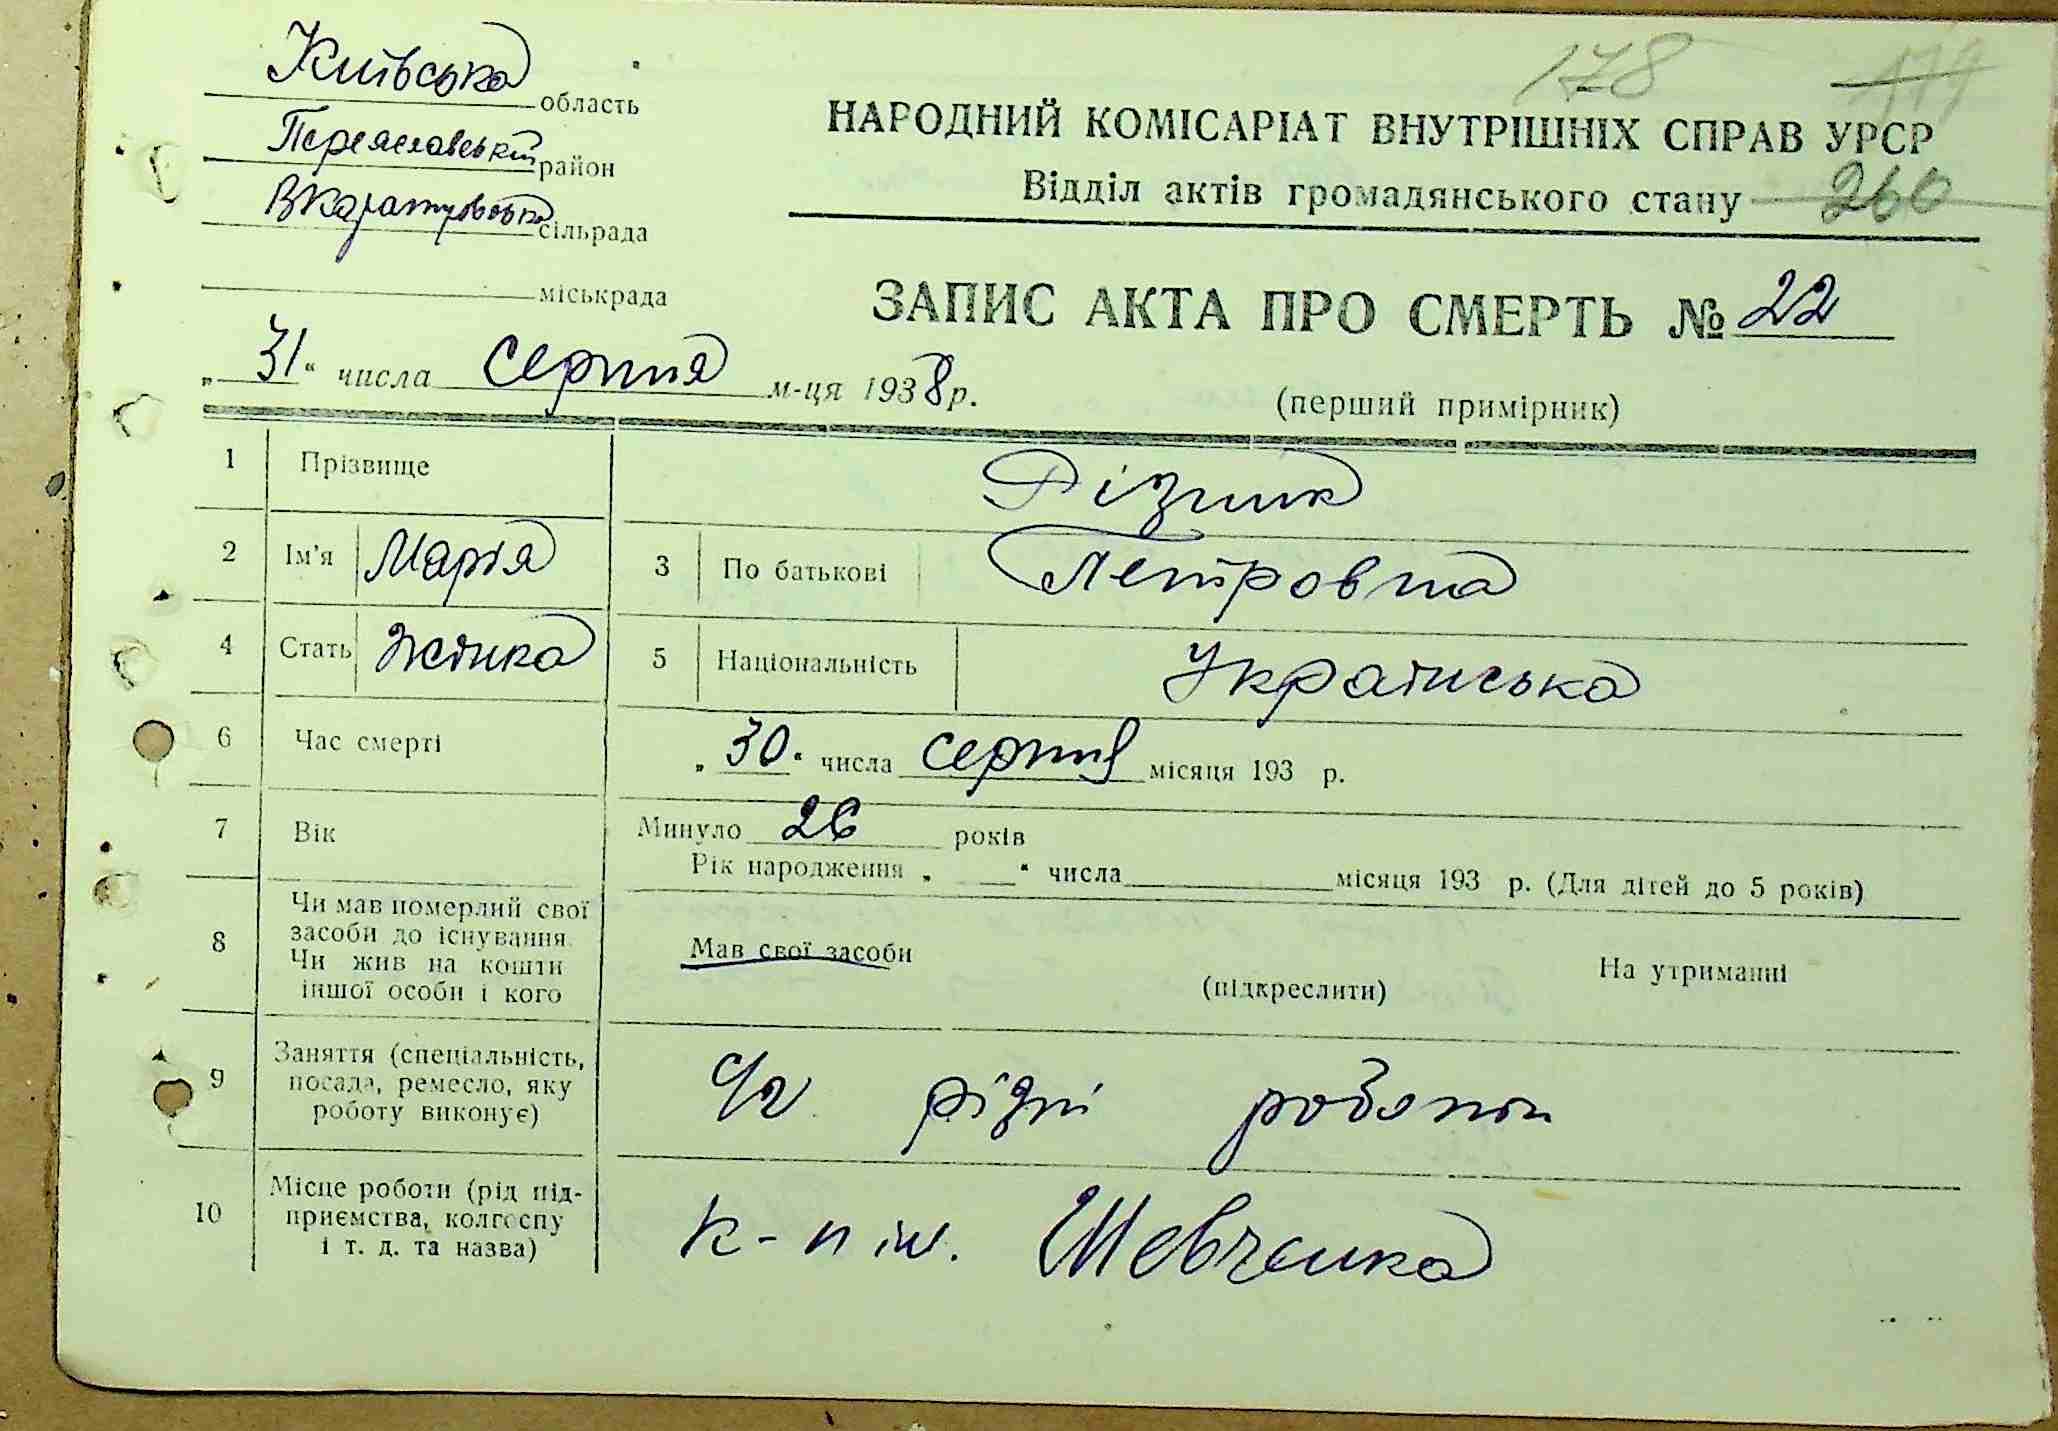 178 179
Київська область
Переяславський район
ВКаратульська сільрада
міськрада
НАРОДНИЙ КОМІСАРІАТ ВНУТРІШНІХ СПРАВ УРСР
Відділ актів громадянського стану 260
ЗАПИС АКТА ПРО СМЕРТЬ № 22
„31“ числа серпня м-ця 1938 р.
(перший примірник)
1 Прізвище Різник
2 Ім'я Марія 3 По батькові Петровна
4 Стать Жінка 5 Національність Українська
6 Час смерті „30“ числа серпня місяця 193 р.
7 Вік Минуло 26 років
Рік народження „ “ числа місяця 193 р. (Для дітей до 5 років)
8 Чи мав померлий свої засоби до існування. Чи жив на кошти іншої особи і кого
Мав свої засоби (підкреслити) На утриманні
9 Заняття (спеціальність, посада, ремесло, яку роботу виконує)
різні роботи
10 Місце роботи (рід підприємства, колгоспу і т. д. та назва)
к-п ім. Шевченка